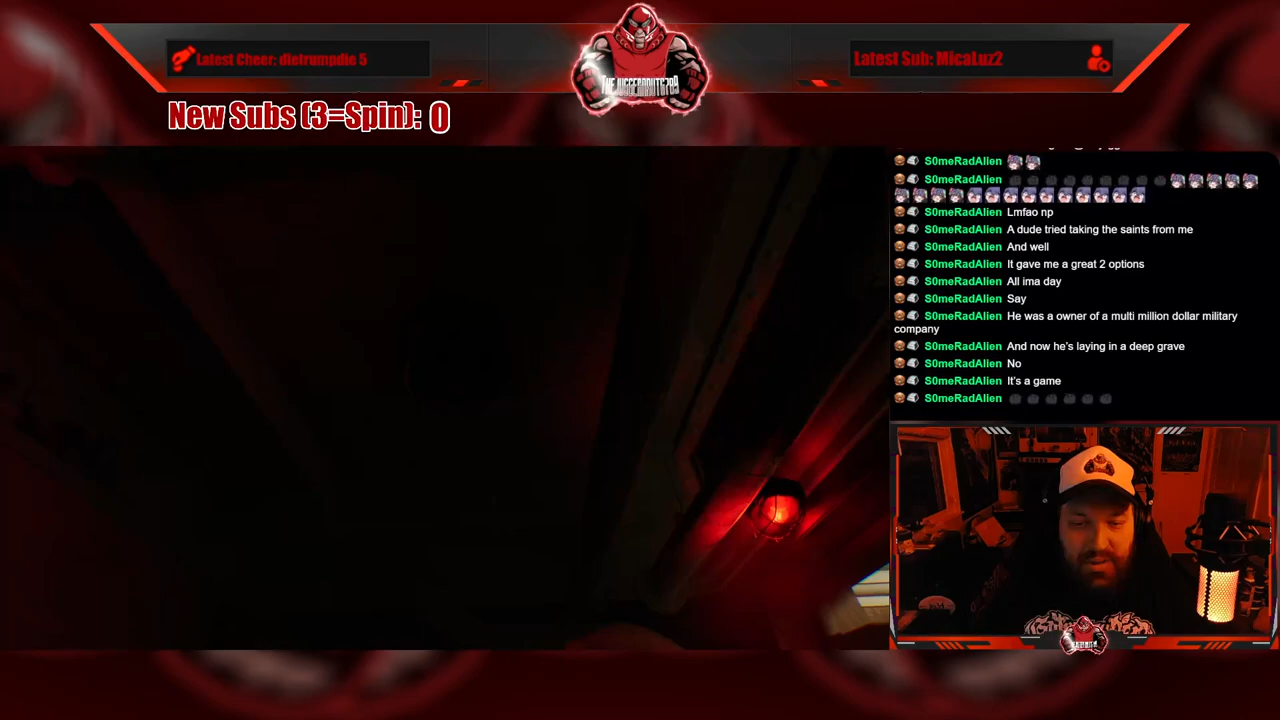 Latest Cheer: dietrumpdie 5
THEJUGGERNAUT6789
Latest Sub: MicaLuz2
New Subs (3=Spin): 0
S0meRadAlien
S0meRadAlien
S0meRadAlien Lmfao np
S0meRadAlien A dude tried taking the saints from me
S0meRadAlien And well
S0meRadAlien It gave me a great 2 options
S0meRadAlien All ima day
S0meRadAlien Say
S0meRadAlien He was a owner of a multi million dollar military
company
S0meRadAlien And now he's laying in a deep grave
S0meRadAlien No
S0meRadAlien It's a game
S0meRadAlien